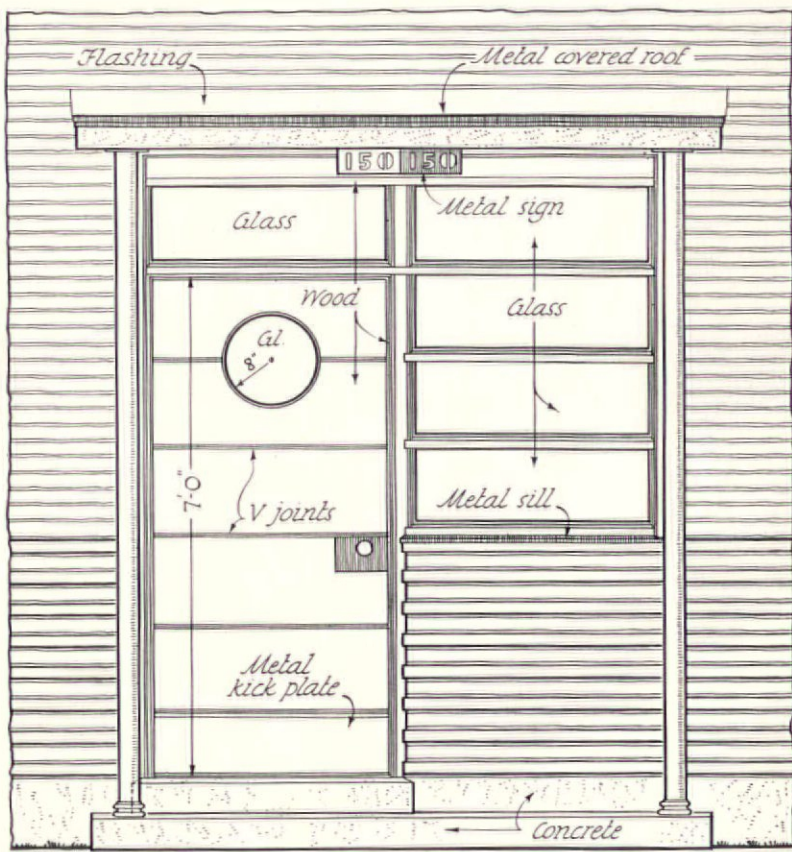 Flashing
Metal covered roof
150 150
Metal sign
Glass
Wood
Glass
Gl.
8"
7'-0"
V joints
Metal sill
Metal
kick plate
Concrete